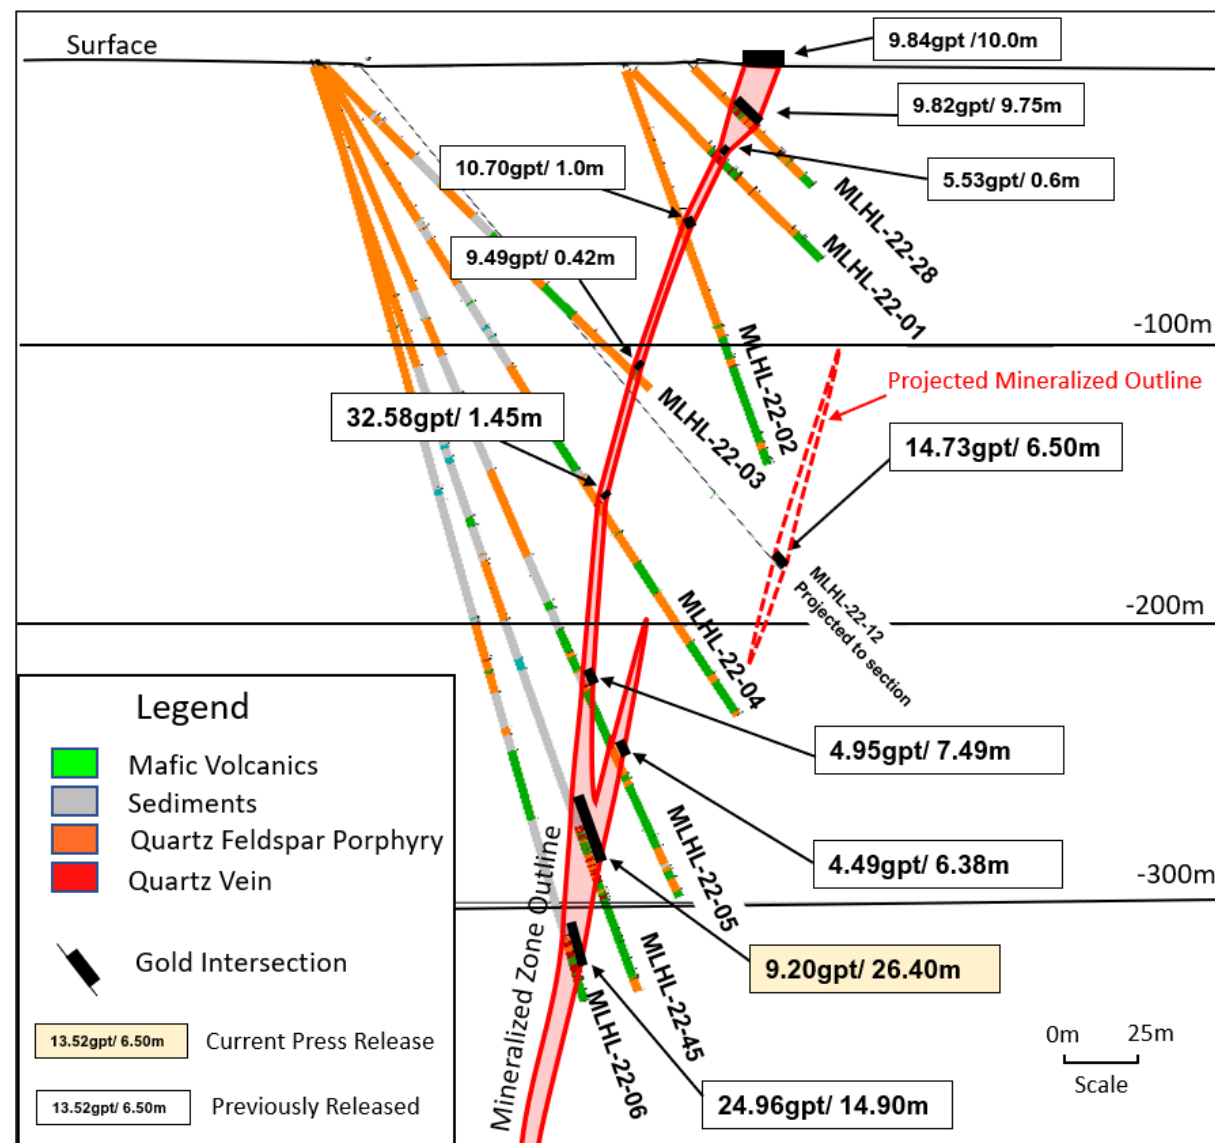 Surface
9.84gpt /10.0m
9.82gpt/ 9.75m
10.70gpt/ 1.0m
5.53gpt/ 0.6m
MLHL-22-28
MLHL-22-01
9.49gpt/ 0.42m
-100m
MLHL-22-02
Projected Mineralized Outline
32.58gpt/ 1.45m
MLHL-22-03
14.73gpt/ 6.50m
MLHL-22-12
Projected to section
-200m
MLHL-22-04
4.95gpt/ 7.49m
4.49gpt/ 6.38m
MLHL-22-05
-300m
Mineralized Zone Outline
9.20gpt/ 26.40m
MLHL-22-45
MLHL-22-06
24.96gpt/ 14.90m
0m 25m
Scale
Legend
Mafic Volcanics
Sediments
Quartz Feldspar Porphyry
Quartz Vein
Gold Intersection
13.52gpt/ 6.50m Current Press Release
13.52gpt/ 6.50m Previously Released